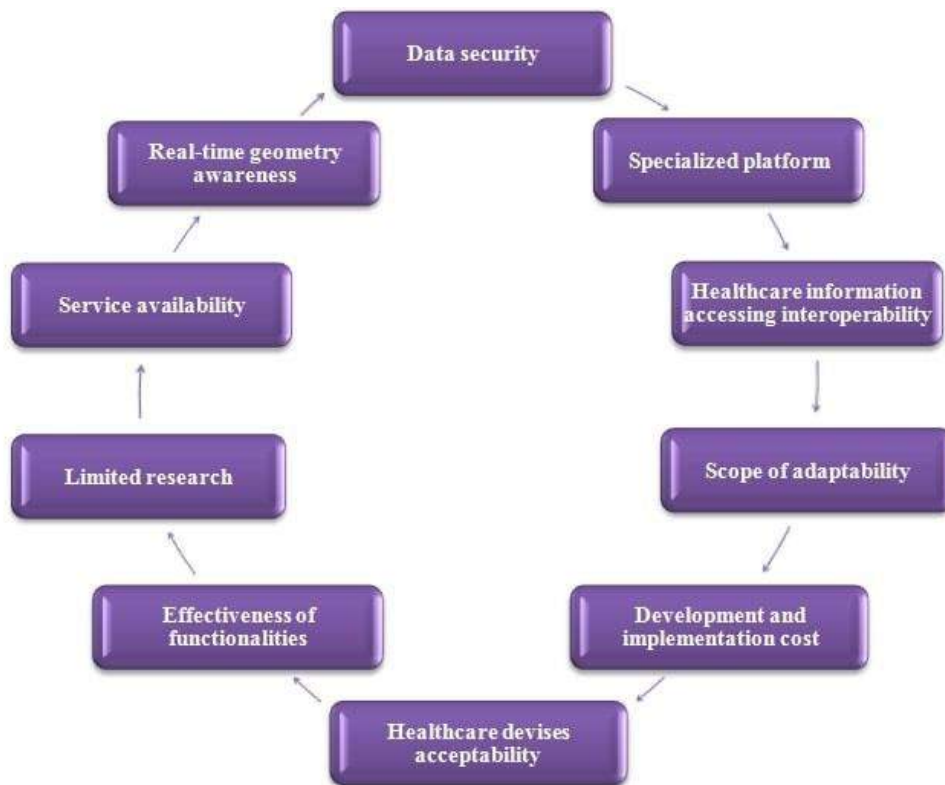 Data security
Specialized platform
Healthcare information
accessing interoperability
Scope of adaptability
Development and
implementation cost
Healthcare devises
acceptability
Effectiveness of
functionalities
Limited research
Service availability
Real-time geometry
awareness